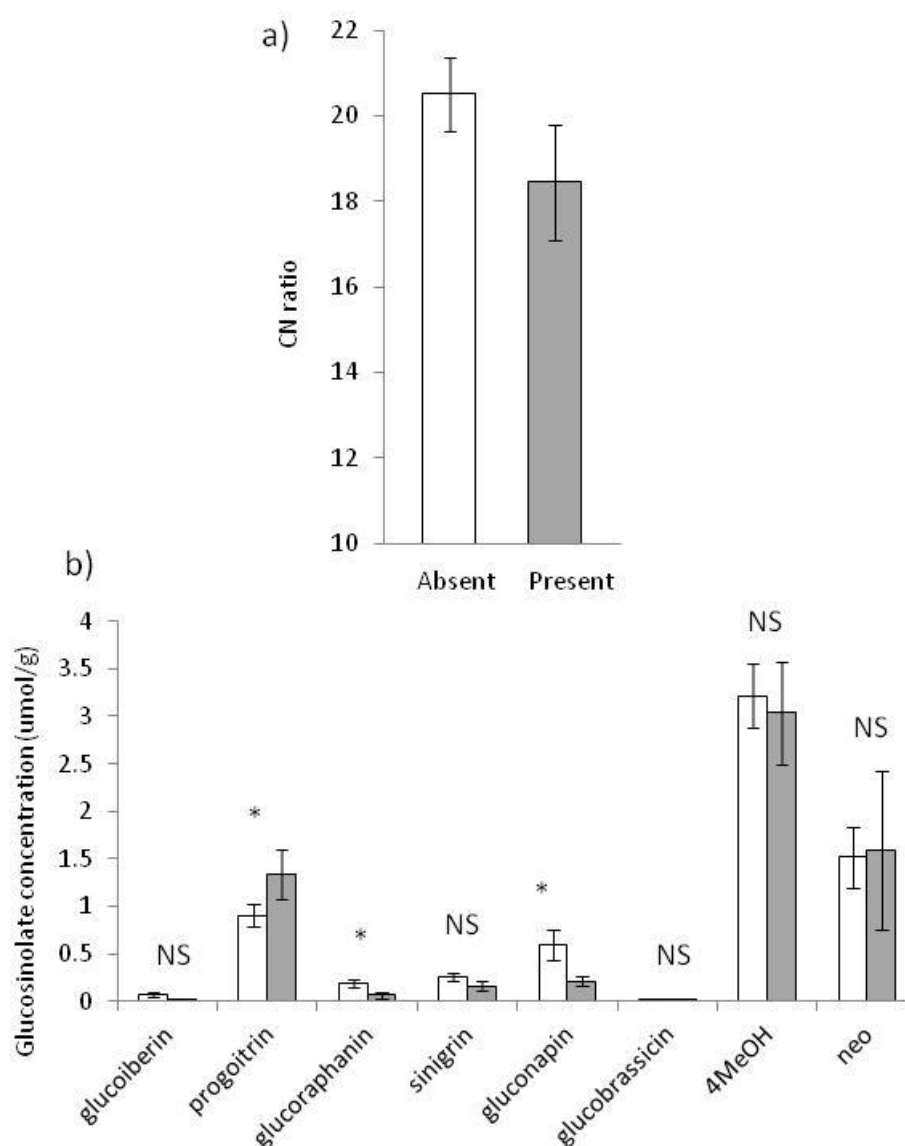 a)
22
20
18
16
14
12
10
CN ratio
Absent Present
b)
Glucosinolate concentration (umol/g)
4
3.5
3
2.5
2
1.5
1
0.5
0
NS
*
*
NS
*
NS
NS
NS
glucoiberin
progoitrin
glucoraphanin
sinigrin
gluconapin
glucobrassicin
4MeOH
neo